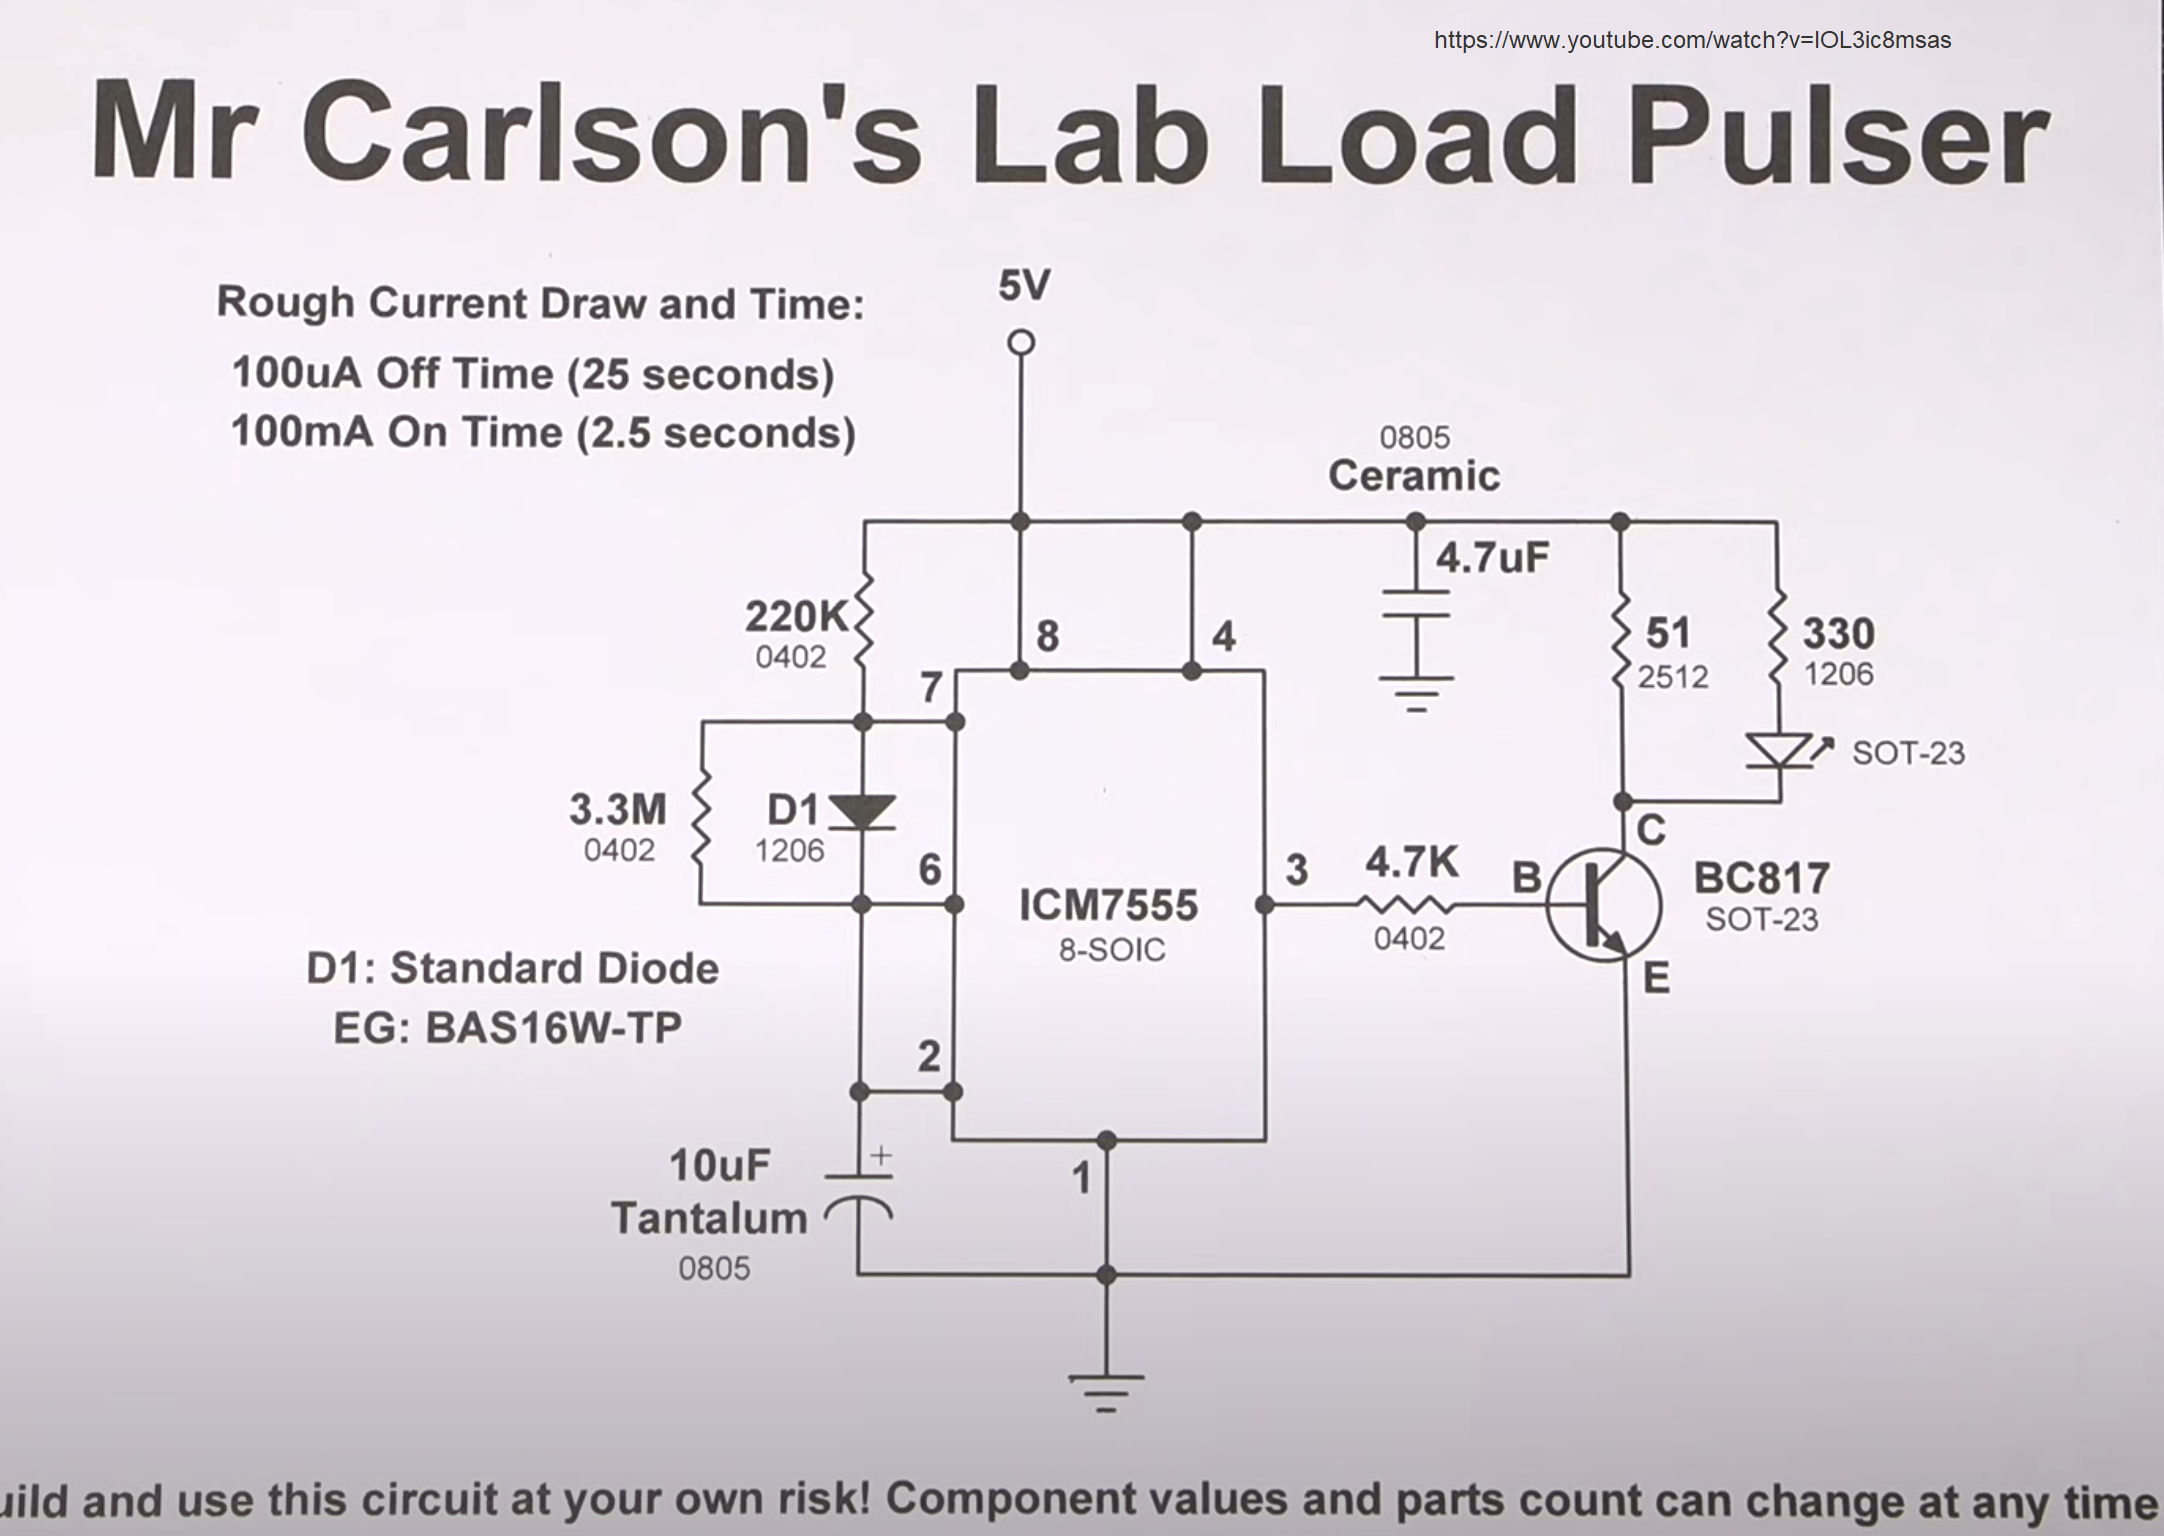 https://www.youtube.com/watch?v=IOL3ic8msas
Mr Carlson's Lab Load Pulser
Rough Current Draw and Time:
100uA Off Time (25 seconds)
100mA On Time (2.5 seconds)
5V
0805
Ceramic
4.7uF
220K
0402
8
4
51
2512
330
1206
7
SOT-23
3.3M
0402
D1
1206
6
ICM7555
8-SOIC
3
4.7K
0402
B
C
E
BC817
SOT-23
D1: Standard Diode
EG: BAS16W-TP
2
10uF
+
Tantalum
0805
1
uild and use this circuit at your own risk! Component values and parts count can change at any time